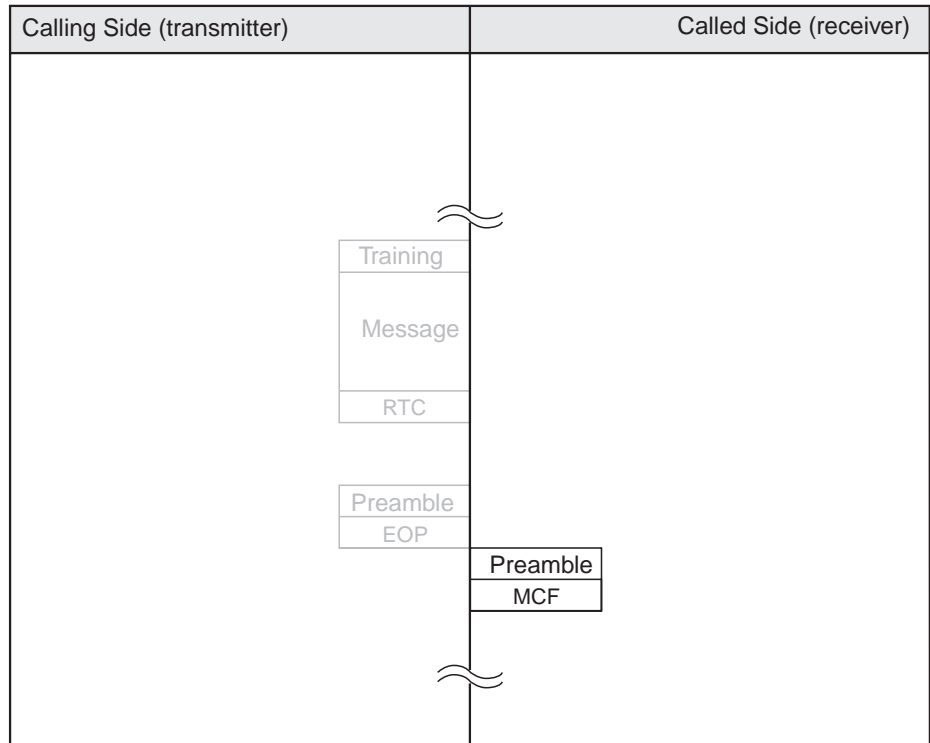 Calling Side (transmitter)
Called Side (receiver)
Training
Message
RTC
Preamble
EOP
Preamble
MCF